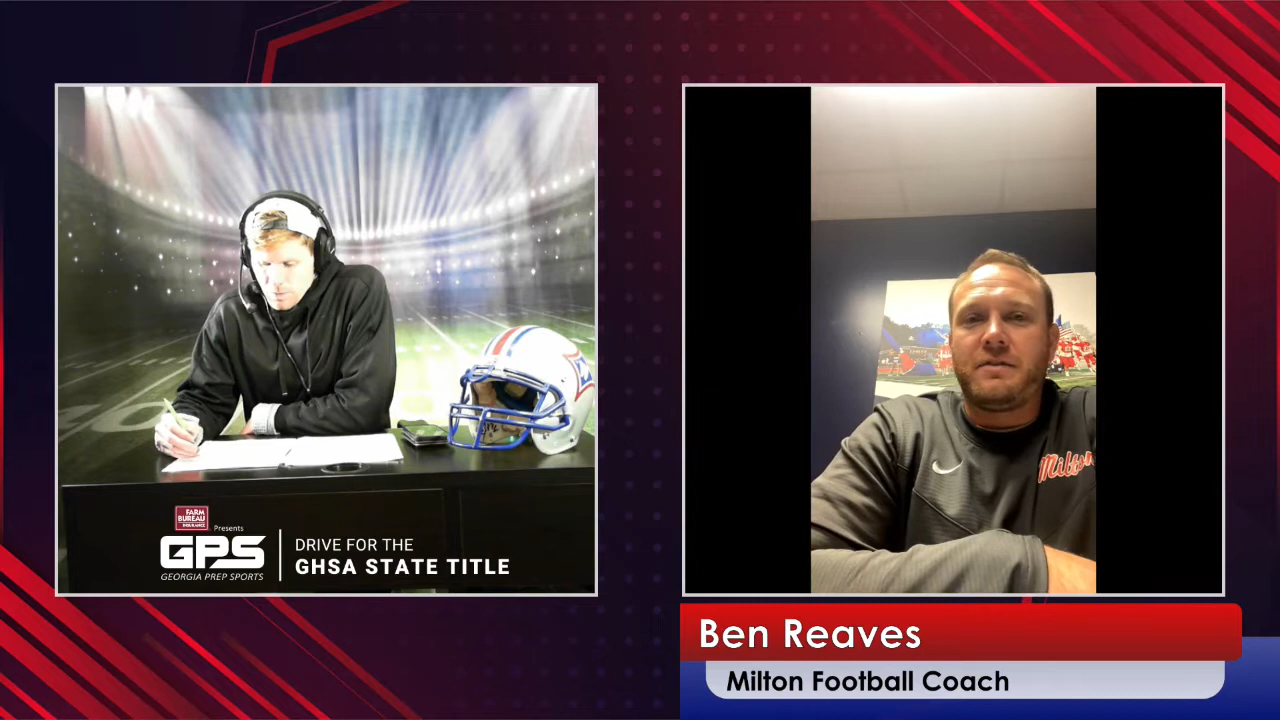 FARM
BUREAU
INSURANCE
Presents
GPS
GEORGIA PREP SPORTS
DRIVE FOR THE
GHSA STATE TITLE
Milton
Ben Reaves
Milton Football Coach